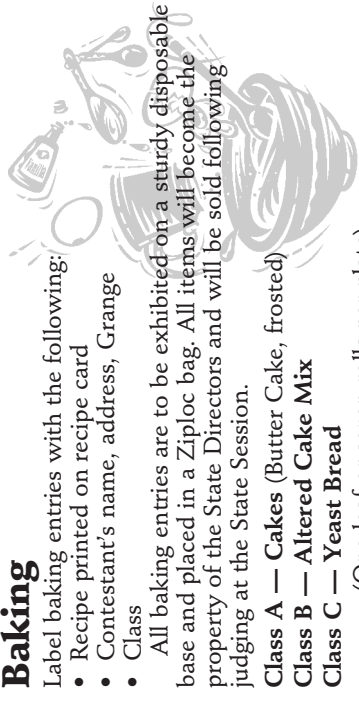 Baking
Label baking entries with the following:
• Recipe printed on recipe card
• Contestant's name, address, Grange
• Class
All baking entries are to be exhibited on a sturdy disposable
base and placed in a Ziploc bag. All items will become the
property of the State Directors and will be sold following
judging at the State Session.
Class A — Cakes (Butter Cake, frosted)
Class B — Altered Cake Mix
Class C — Yeast Bread